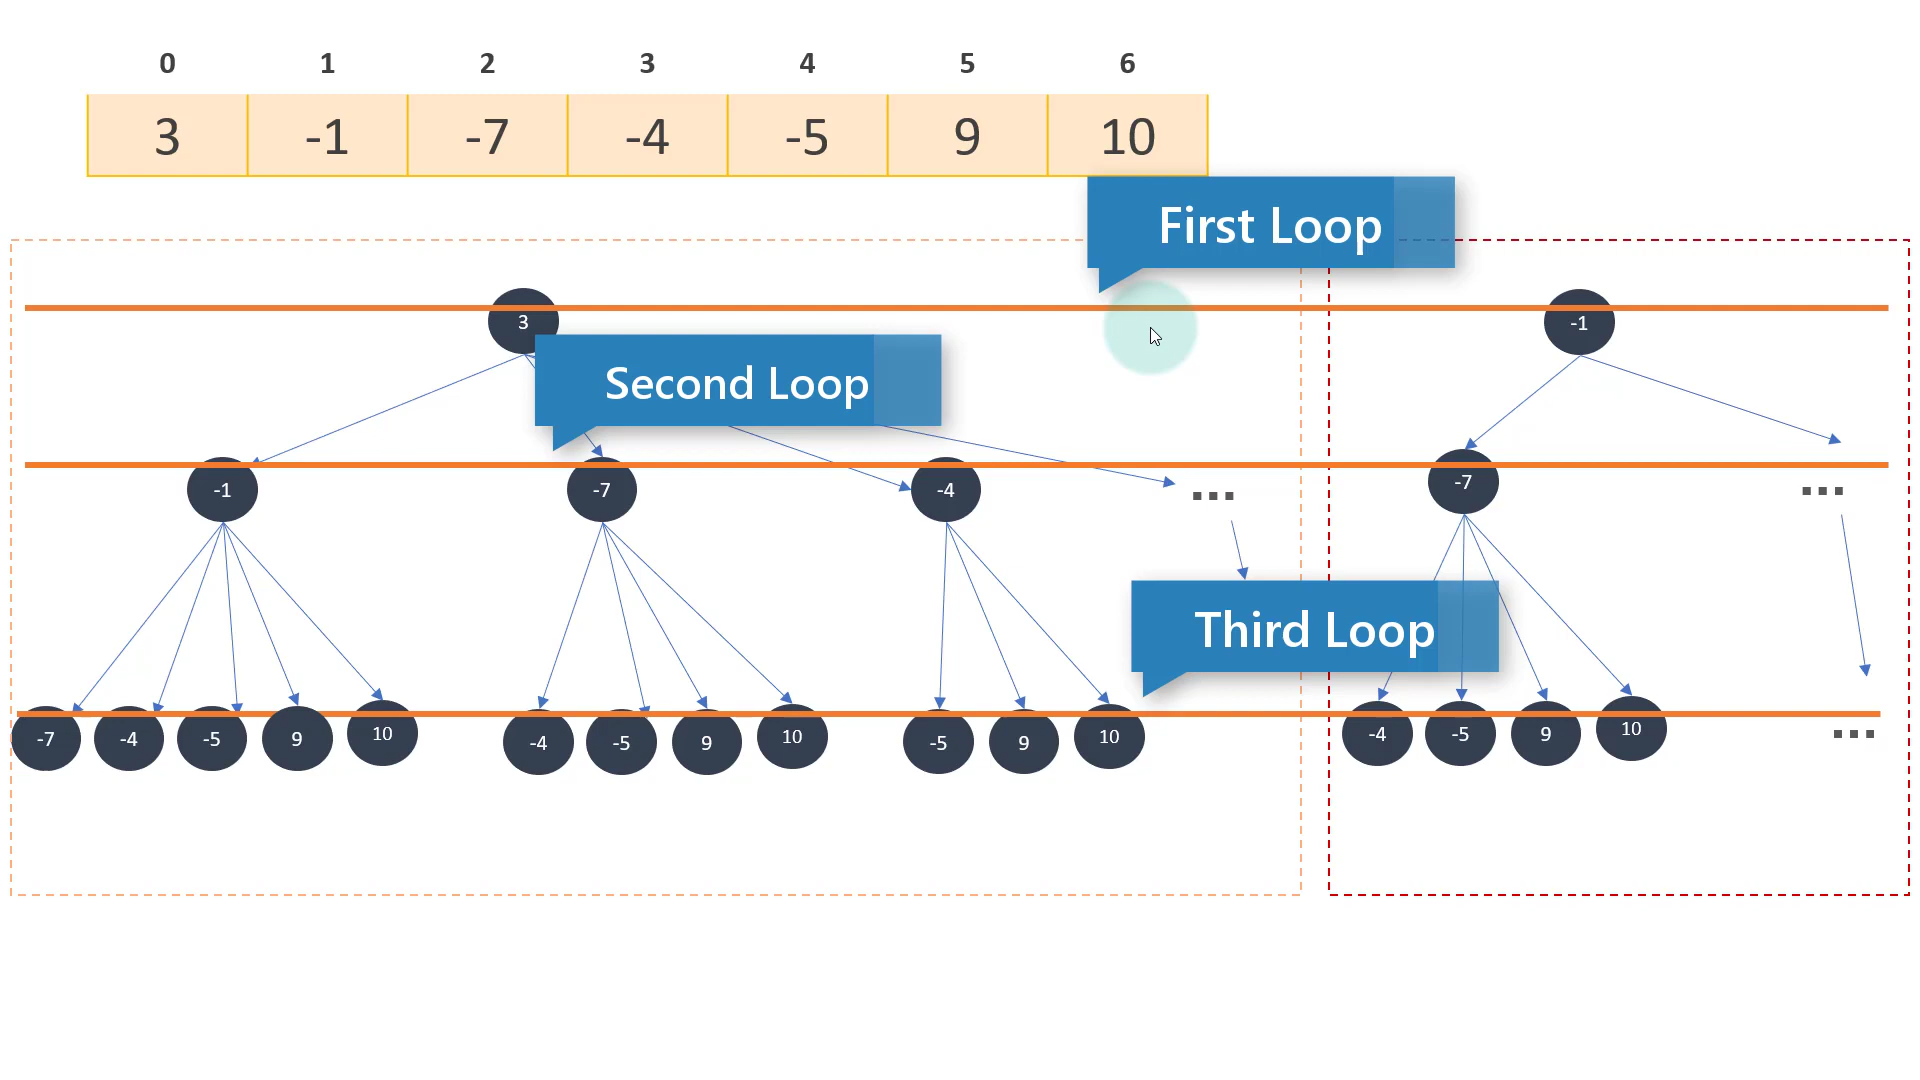 0 1 2 3 4 5 6
3 -1 -7 -4 -5 9 10
First Loop
3 -1
Second Loop
-1 -7 -4 ... -7 ...
Third Loop
-7 -4 -5 9 10 -4 -5 9 10 -5 9 10 -4 -5 9 10 ...